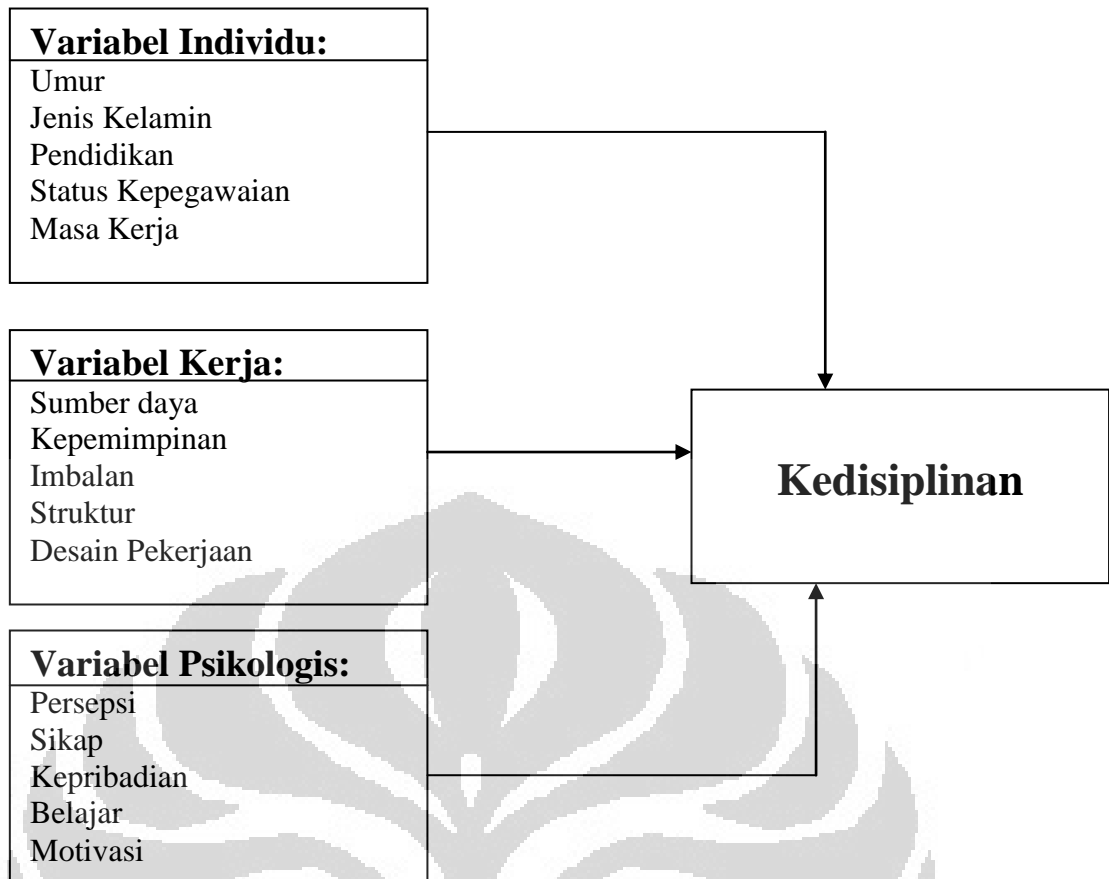 Variabel Individu:
Umur
Jenis Kelamin
Pendidikan
Status Kepegawaian
Masa Kerja
Variabel Kerja:
Sumber daya
Kepemimpinan
Imbalan
Struktur
Desain Pekerjaan
Kedisiplinan
Variabel Psikologis:
Persepsi
Sikap
Kepribadian
Belajar
Motivasi